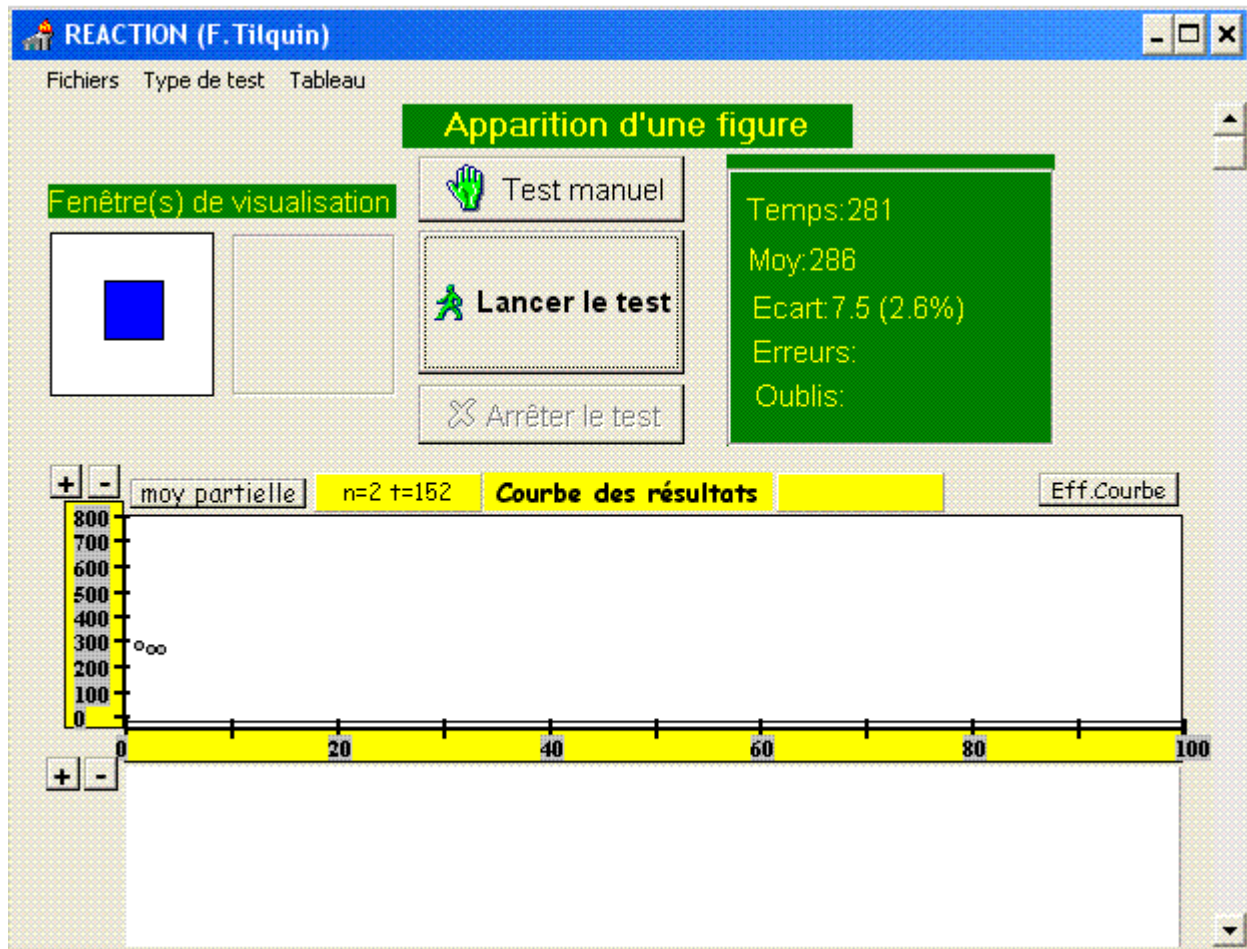 REACTION (F.Tilquin)
Fichiers Type de test Tableau
Apparition d'une figure
Fenêtre(s) de visualisation
Test manuel
Lancer le test
Arrêter le test
Temps:281
Moy:286
Ecart:7.5 (2.6%)
Erreurs:
Oublis:
+ -
moy partielle
n=2 t=152
Courbe des résultats
Eff.Courbe
800
700
600
500
400
300
200
100
0
0 20 40 60 80 100
+ -